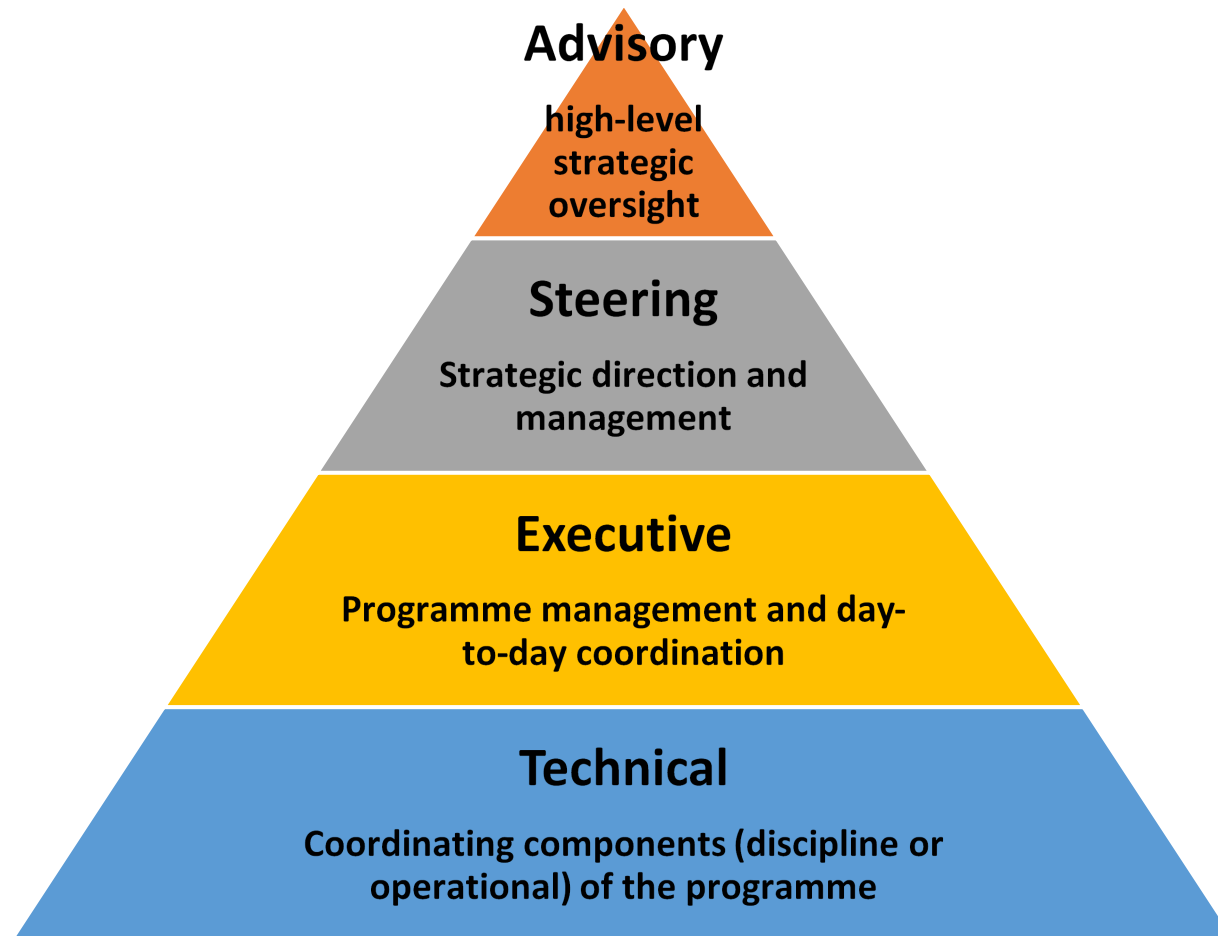 Advisory
high-level
strategic
oversight
Steering
Strategic direction and
management
Executive
Programme management and day-
to-day coordination
Technical
Coordinating components (discipline or
operational) of the programme